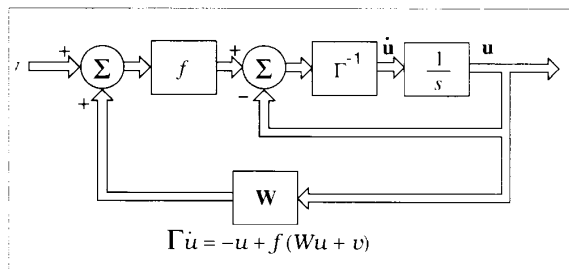 + Σ f + Σ Γ⁻¹ u̇ 1/s u
+ −
W
Γu̇ = −u + f(Wu + v)